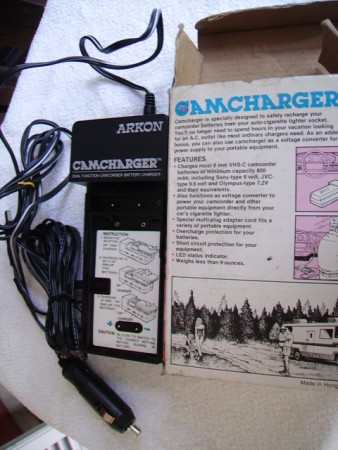 ARKON
CAMCHARGER
DUAL FUNCTION CAMCORDER BATTERY CHARGER
INSTRUCTION
CAUTION
CAMCHARGER
Camcharger is specially designed to safely recharge your
camcorder batteries from your auto-cigarette lighter socket.
You'll no longer need to spend hours in your vacation looking
for an A.C. outlet like most ordinary chargers need. As an added
bonus, you can also use camcharger as a voltage converter for
power supply to your portable equipment.
FEATURES
• Charges most 8 mm VHS-C camcorder
batteries of minimum capacity 800
mAh, including Sony-type 6 volt, JVC-
type 9.6 volt and Olympus-type 7.2V
and they equivalents.
• Also functions as voltage converter to
power your camcorder and other
portable equipment directly from your
car's cigarette lighter.
• Special multi-plug adapter cord fits a
variety of portable equipment.
• Overcharge protection for your
batteries.
• Short circuit protection for your
equipment.
• LED status indicator.
• Weighs less than 9 ounces.
Made in Hong